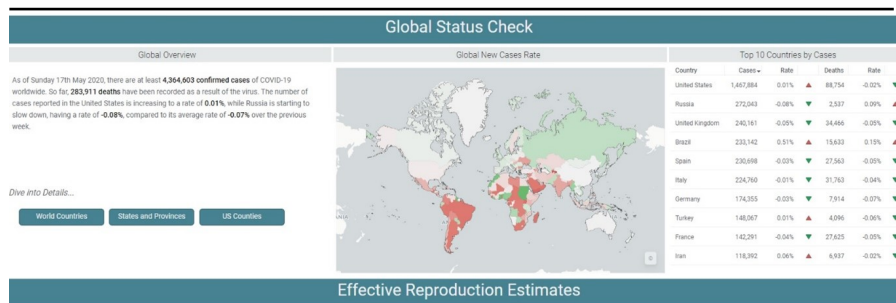 Global Status Check
Global Overview
As of Sunday 17th May 2020, there are at least 4,364,603 confirmed cases of COVID-19
worldwide. So far, 283,911 deaths have been recorded as a result of the virus. The number of
cases reported in the United States is increasing to a rate of 0.01%, while Russia is starting to
slow down, having a rate of -0.08%, compared to its average rate of -0.07% over the previous
week.
Dive into Details...
World Countries States and Provinces US Counties
Global New Cases Rate
Top 10 Countries by Cases
Country Cases Rate Deaths Rate
United States 1,467,884 0.01% ▲ 88,754 -0.02% ▼
Russia 272,043 -0.08% ▼ 2,537 0.09% ▲
United Kingdom 240,161 -0.05% ▼ 34,466 -0.05% ▼
Brazil 233,142 0.51% ▲ 15,633 0.15% ▲
Spain 230,698 -0.03% ▼ 27,563 -0.05% ▼
Italy 224,760 -0.01% ▼ 31,763 -0.04% ▼
Germany 174,355 -0.03% ▼ 7,914 -0.07% ▼
Turkey 148,067 0.01% ▲ 4,096 -0.06% ▼
France 142,291 -0.04% ▼ 27,625 -0.05% ▼
Iran 118,392 0.06% ▲ 6,937 -0.02% ▼
Effective Reproduction Estimates